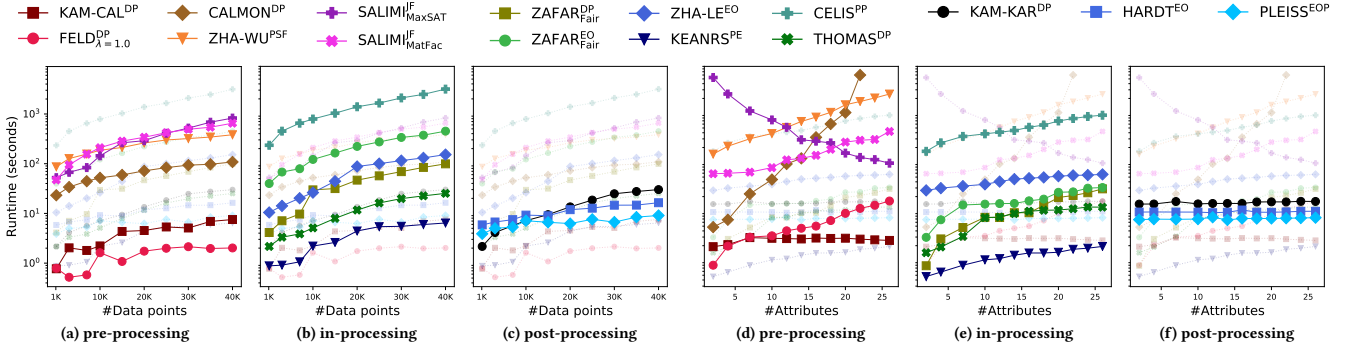 KAM-CAL^DP CALMON^DP SALIMI^JF_MaxSAT ZAFAR^DP_Fair ZHA-LE^EO CELIS^PP KAM-KAR^DP HARDT^EO PLEISS^EOP
FELD^DP_λ=1.0 ZHA-WU^PSF SALIMI^JF_MatFac ZAFAR^EO_Fair KEANRS^PE THOMAS^DP
Runtime (seconds)
10^3
10^2
10^1
10^0
1K 10K 20K 30K 40K 1K 10K 20K 30K 40K 1K 10K 20K 30K 40K 5 10 15 20 25 5 10 15 20 25 5 10 15 20 25
#Data points #Data points #Data points #Attributes #Attributes #Attributes
(a) pre-processing (b) in-processing (c) post-processing (d) pre-processing (e) in-processing (f) post-processing